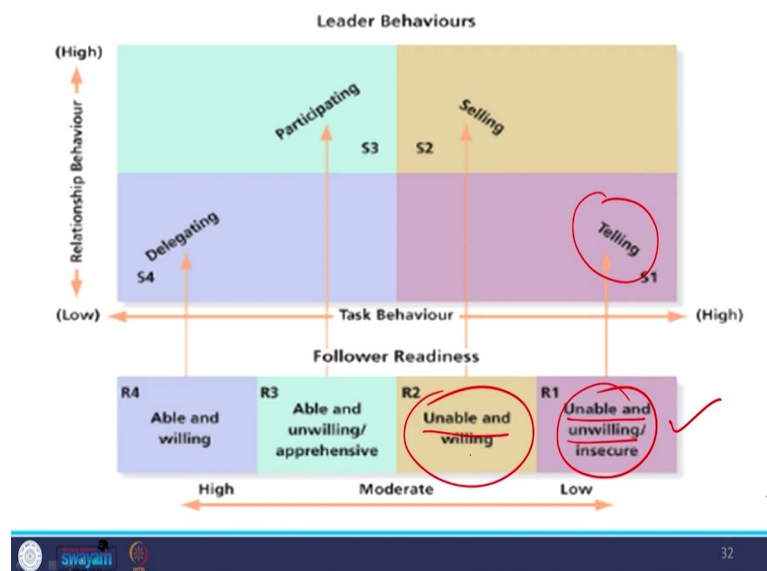 Leader Behaviours
(High)
Relationship Behaviour
Participating
S3
Selling
S2
Delegating
S4
Telling
S1
(Low)
Task Behaviour
(High)
Follower Readiness
R4
Able and
willing
R3
Able and
unwilling/
apprehensive
R2
Unable and
willing
R1
Unable and
unwilling/
insecure
High
Moderate
Low
swayam
32